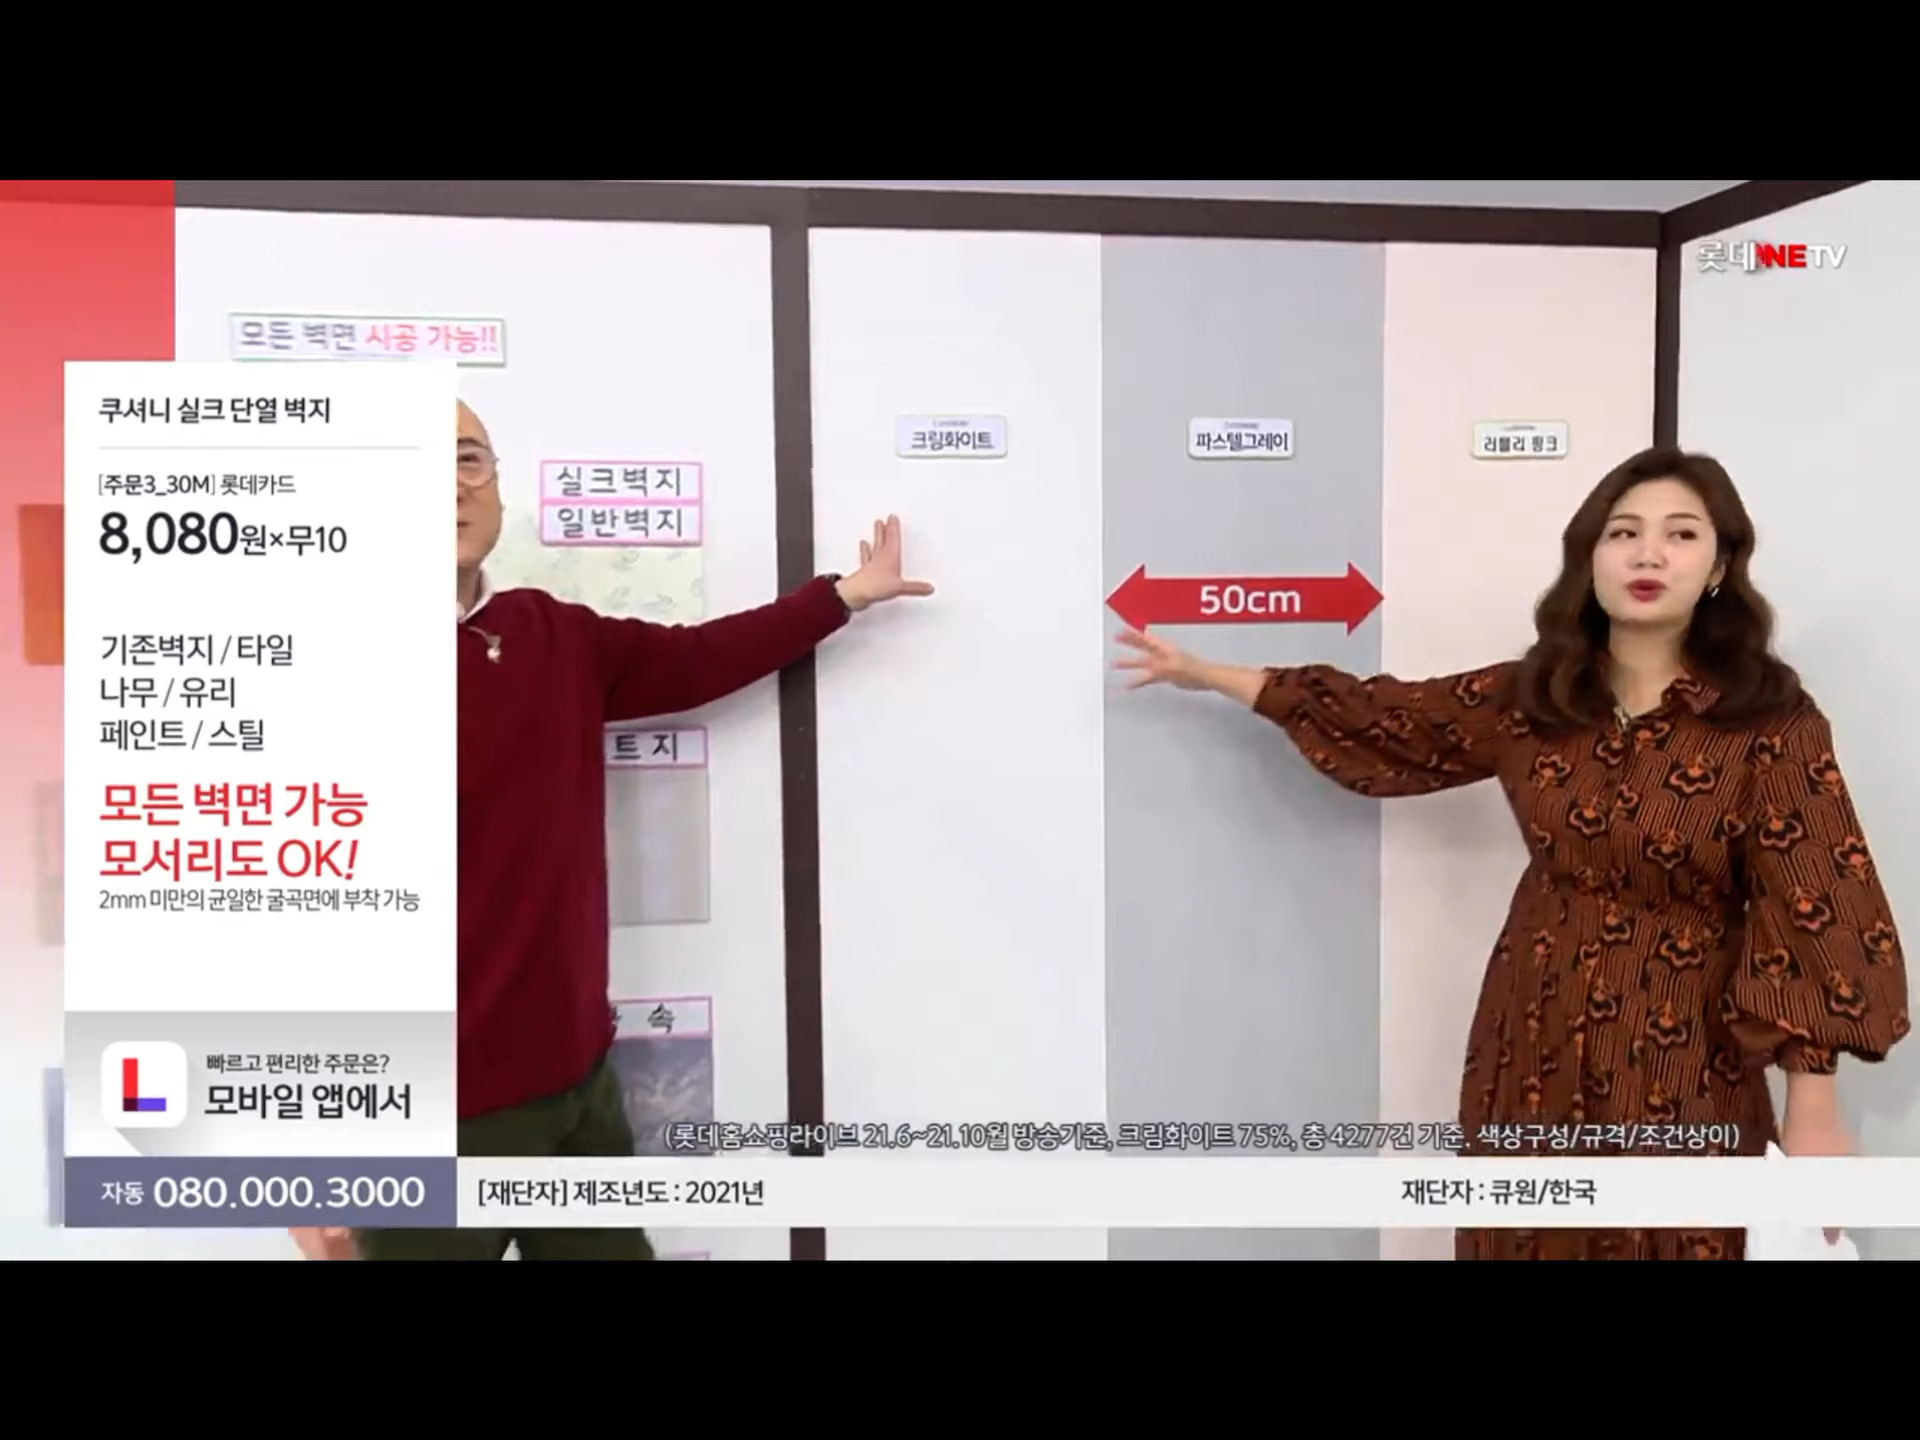 롯데ONETV
모든 벽면 시공 가능!!
쿠셔니 실크 단열 벽지
[주문3_30M] 롯데카드
8,080원×무10
기존벽지 / 타일
나무 / 유리
페인트 / 스틸
모든 벽면 가능
모서리도 OK!
2mm 미만의 균일한 굴곡면에 부착 가능
빠르고 편리한 주문은?
모바일 앱에서
자동 080.000.3000
실크벽지
일반벽지
트지
속
크림화이트
파스텔그레이
러블리 핑크
50cm
(롯데홈쇼핑라이브 21.6~21.10월 방송기준, 크림화이트 75%, 총 4277건 기준. 색상구성/규격/조건상이)
[재단자] 제조년도 : 2021년
재단자 : 큐원/한국